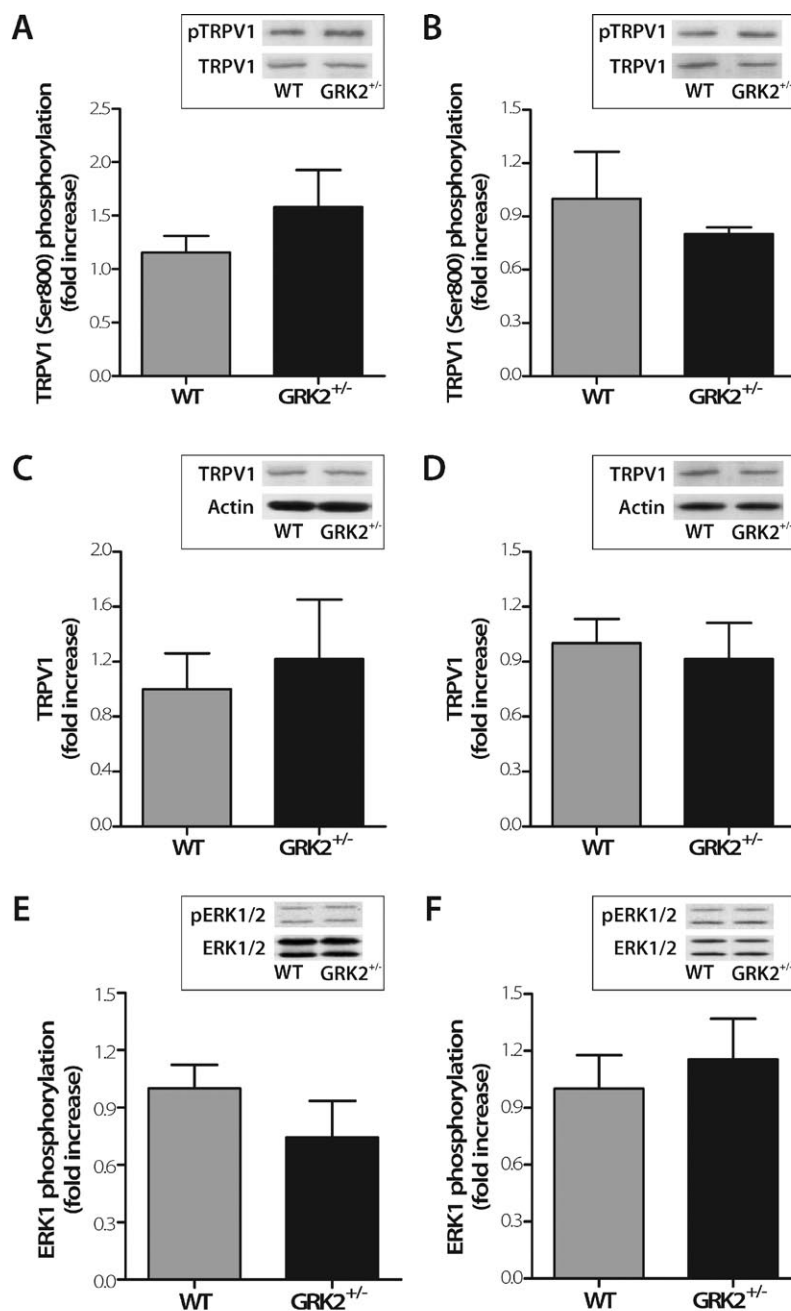 A
pTRPV1
TRPV1
WT GRK2+/-
TRPV1 (Ser800) phosphorylation
(fold increase)
2.5
2.0
1.5
1.0
0.5
0.0
WT GRK2+/-
B
pTRPV1
TRPV1
WT GRK2+/-
TRPV1 (Ser800) phosphorylation
(fold increase)
1.5
1.2
0.9
0.6
0.3
0.0
WT GRK2+/-
C
TRPV1
Actin
WT GRK2+/-
TRPV1
(fold increase)
2.0
1.6
1.2
0.8
0.4
0.0
WT GRK2+/-
D
TRPV1
Actin
WT GRK2+/-
TRPV1
(fold increase)
1.5
1.2
0.9
0.6
0.3
0.0
WT GRK2+/-
E
pERK1/2
ERK1/2
WT GRK2+/-
ERK1 phosphorylation
(fold increase)
1.5
1.2
0.9
0.6
0.3
0.0
WT GRK2+/-
F
pERK1/2
ERK1/2
WT GRK2+/-
ERK1 phosphorylation
(fold increase)
1.5
1.2
0.9
0.6
0.3
0.0
WT GRK2+/-